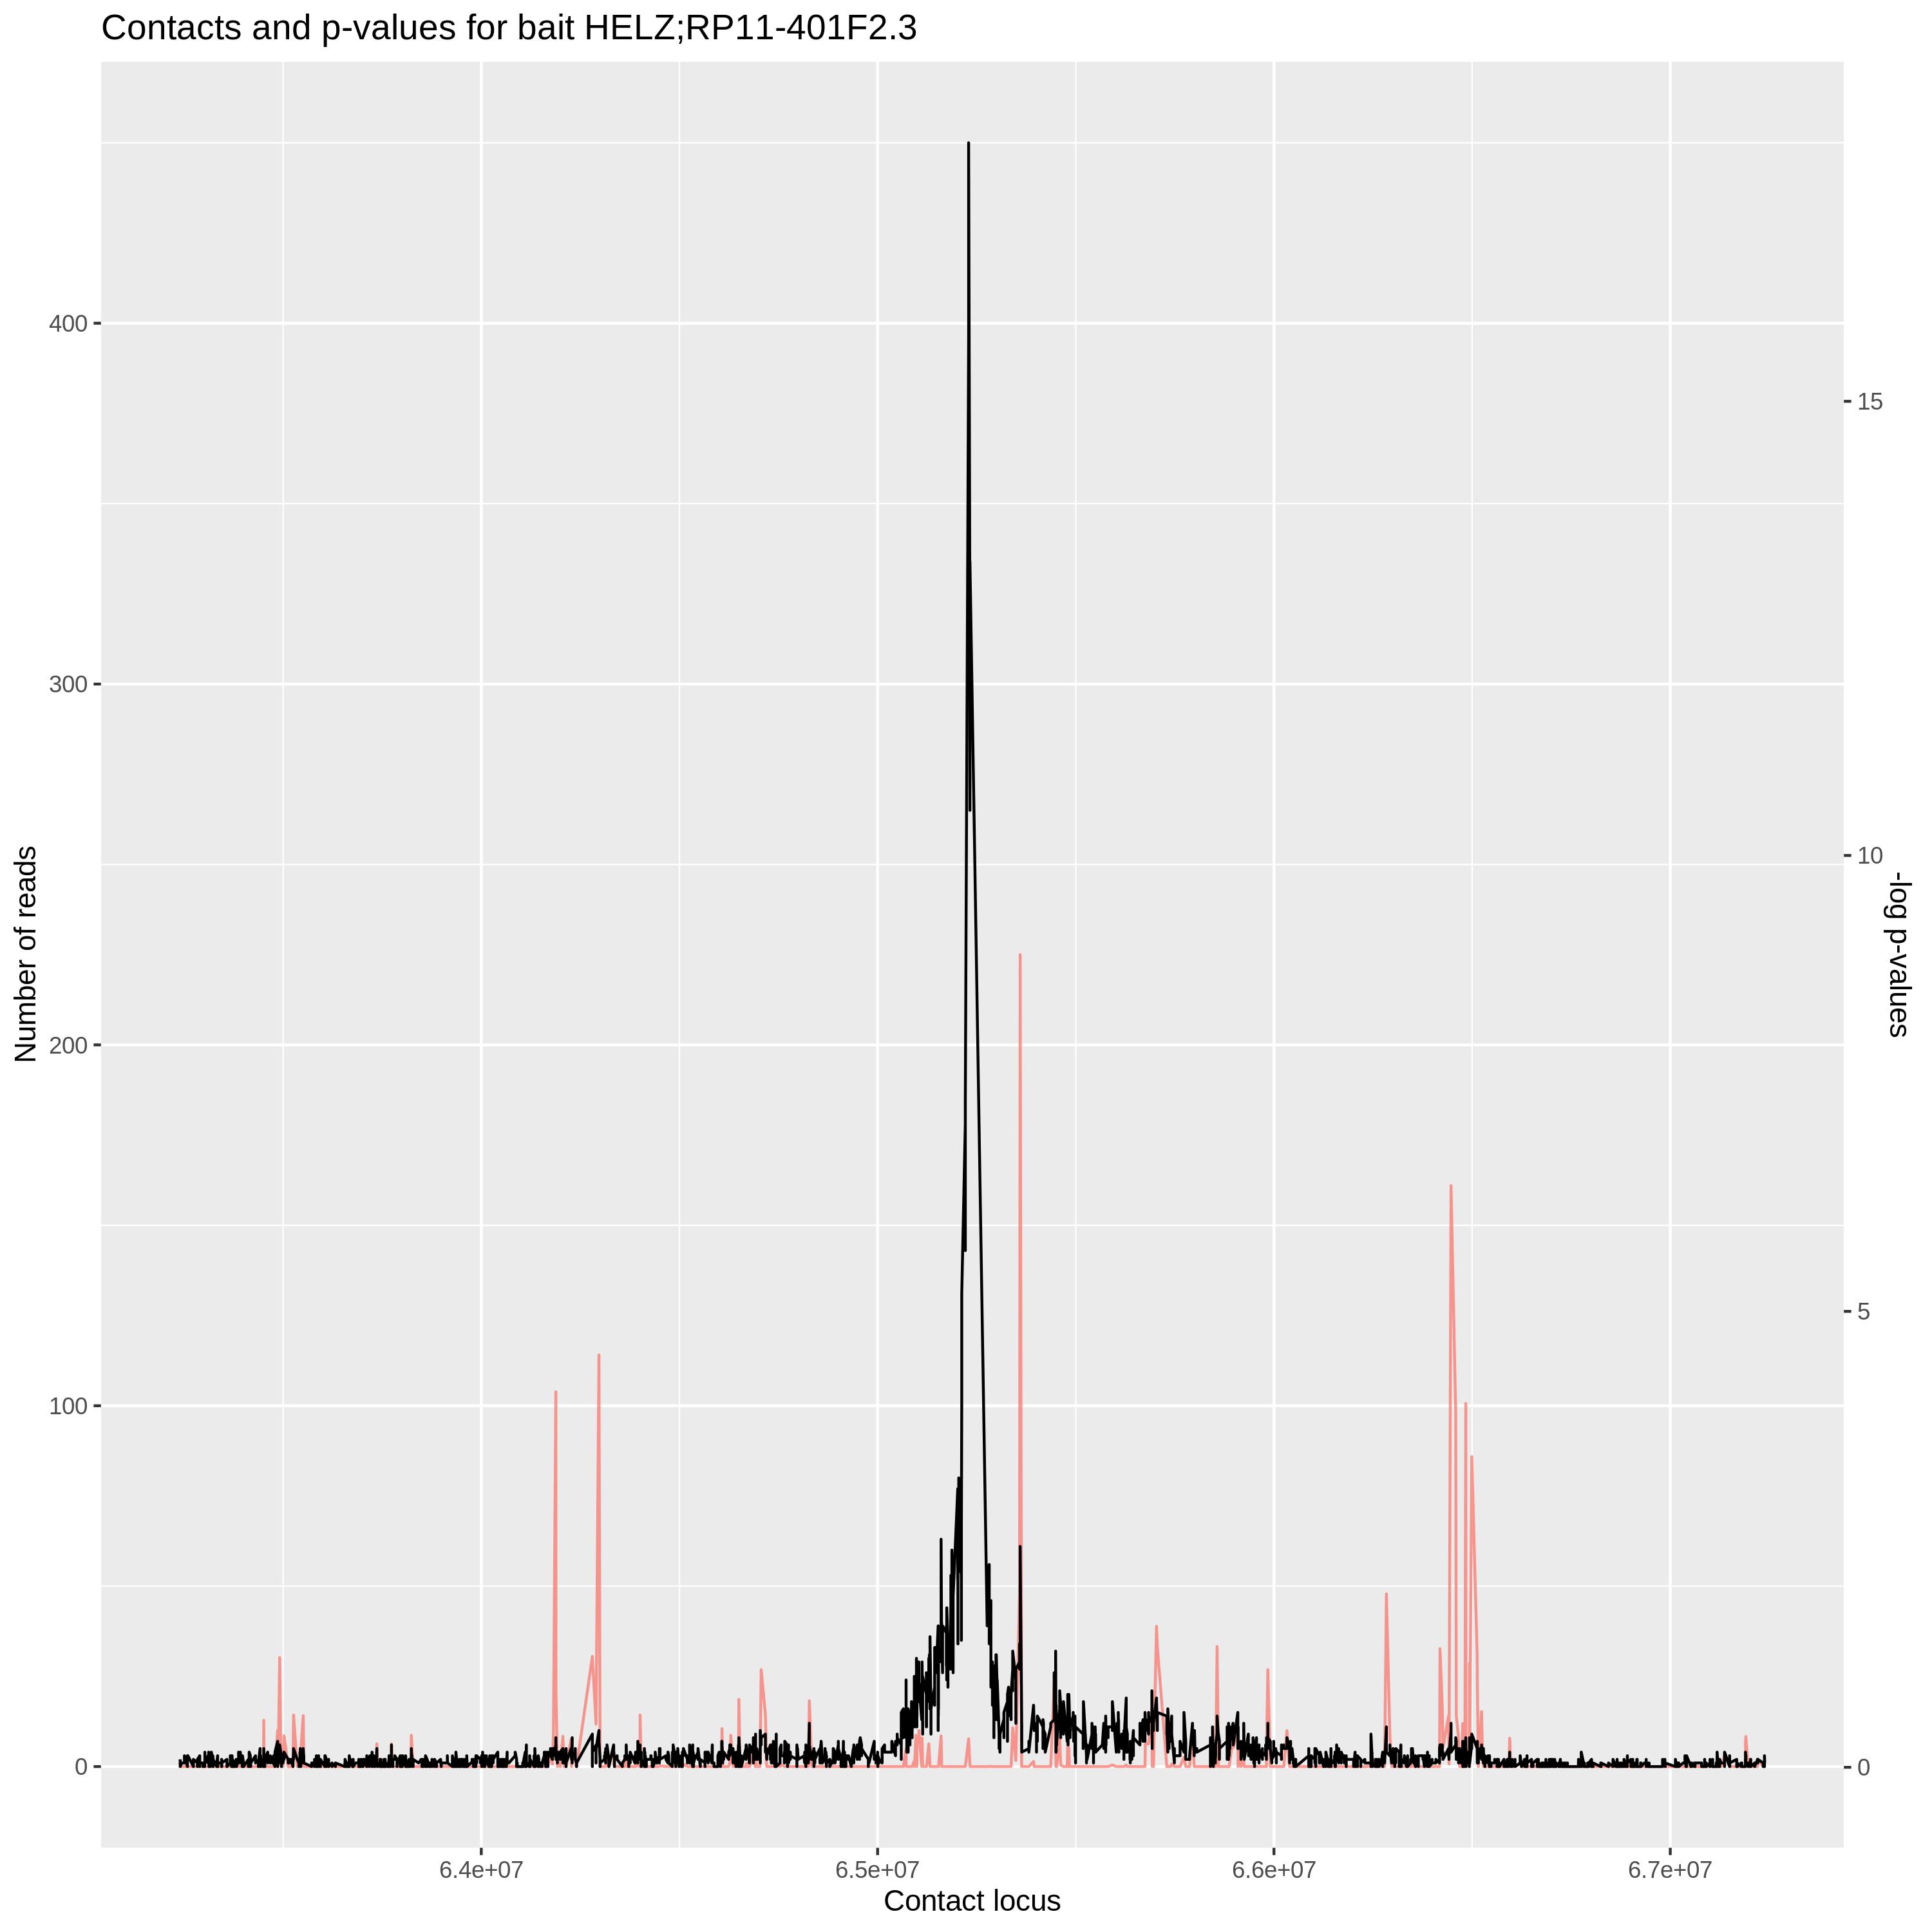 Contacts and p-values for bait HELZ;RP11-401F2.3
Number of reads
400
300
200
100
0
15
10
5
0
-log p-values
6.4e+07
6.5e+07
6.6e+07
6.7e+07
Contact locus